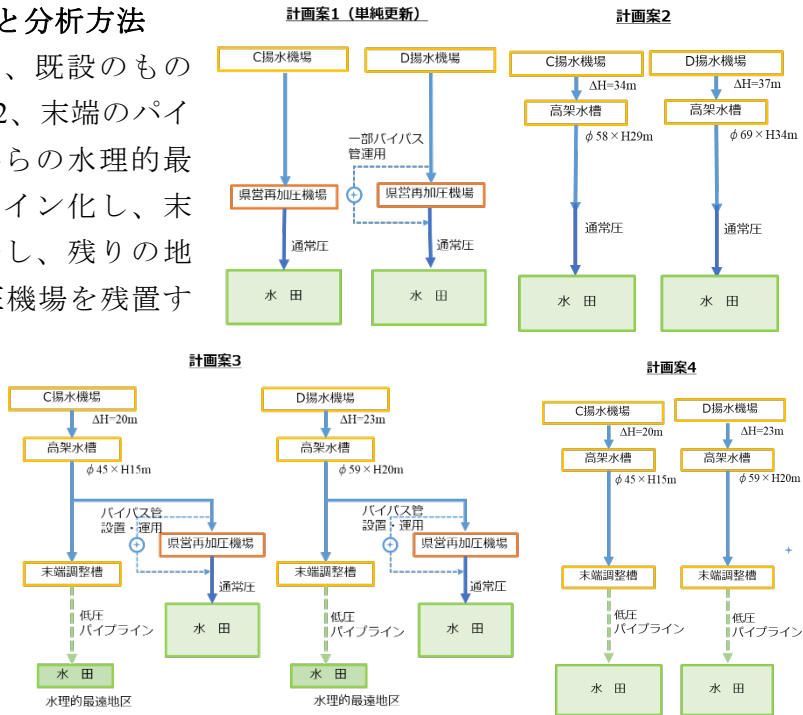 と分析方法
、既設のもの
2、末端のパイ
らの水理的最
イン化し、末
し、残りの地
機場を残置す
計画案1（単純更新）
C揚水機場
D揚水機場
一部バイパス
管運用
県営再加圧機場
県営再加圧機場
通常圧
通常圧
水 田
水 田
計画案2
C揚水機場
D揚水機場
ΔH=34m
ΔH=37m
高架水槽
高架水槽
φ58×H29m
φ69×H34m
通常圧
通常圧
水 田
水 田
計画案3
C揚水機場
D揚水機場
ΔH=20m
ΔH=23m
高架水槽
高架水槽
φ45×H15m
φ59×H20m
バイパス管
設置・運用
バイパス管
設置・運用
県営再加圧機場
県営再加圧機場
末端調整槽
末端調整槽
通常圧
通常圧
低圧
パイプライン
低圧
パイプライン
水 田
水 田
水 田
水 田
水理的最遠地区
水理的最遠地区
計画案4
C揚水機場
D揚水機場
ΔH=20m
ΔH=23m
高架水槽
高架水槽
φ45×H15m
φ59×H20m
末端調整槽
末端調整槽
低圧
パイプライン
低圧
パイプライン
水 田
水 田